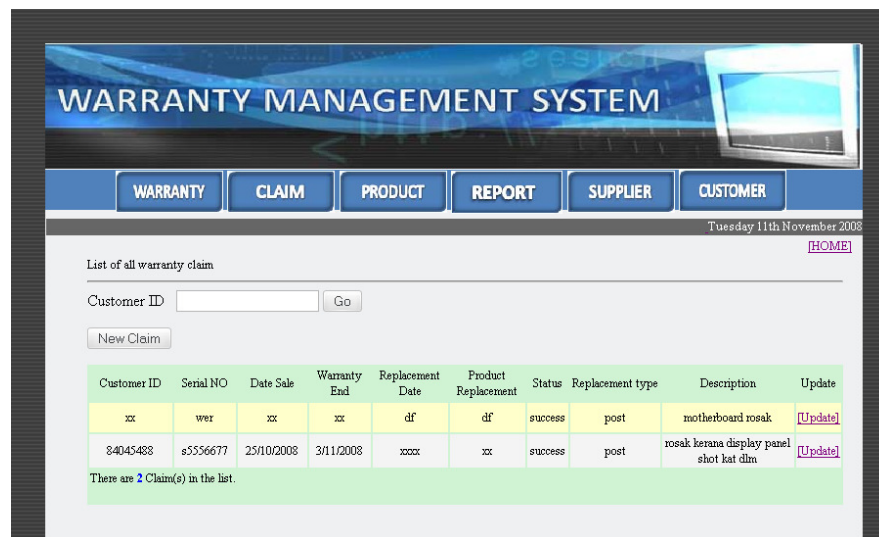 WARRANTY MANAGEMENT SYSTEM
WARRANTY CLAIM PRODUCT REPORT SUPPLIER CUSTOMER
Tuesday 11th November 2008
[HOME]
List of all warranty claim
Customer ID Go
New Claim
Customer ID Serial NO Date Sale Warranty End Replacement Date Product Replacement Status Replacement type Description Update
xx wer xx xx df df success post motherboard rosak [Update]
84045488 s5556677 25/10/2008 3/11/2008 xxxx xx success post rosak kerana display panel shot kat dlm [Update]
There are 2 Claim(s) in the list.